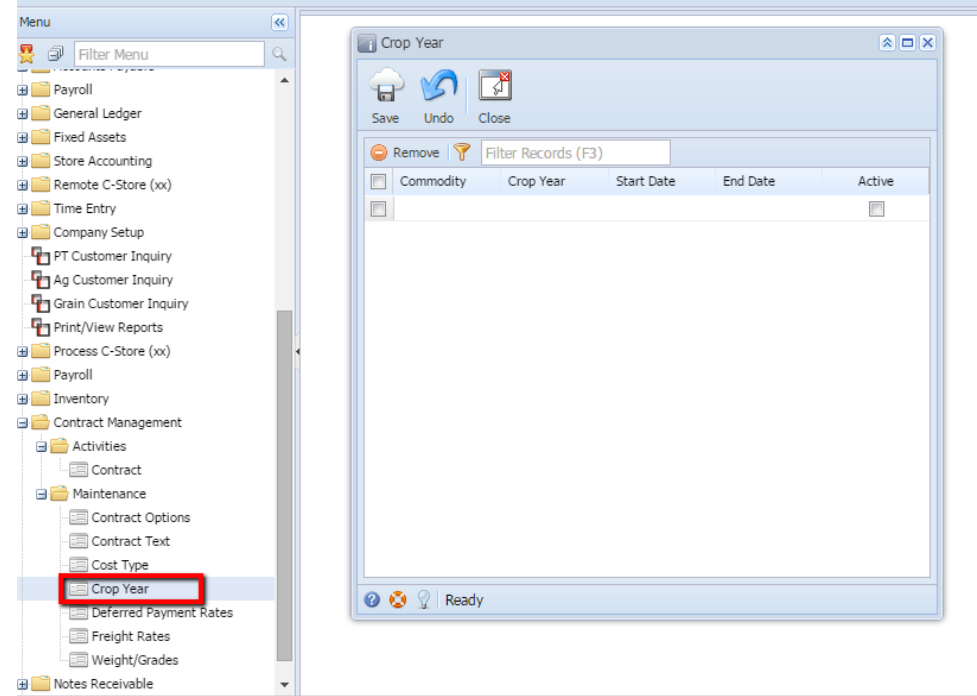 Menu
Filter Menu
Accounts Payable
Payroll
General Ledger
Fixed Assets
Store Accounting
Remote C-Store (xx)
Time Entry
Company Setup
PT Customer Inquiry
Ag Customer Inquiry
Grain Customer Inquiry
Print/View Reports
Process C-Store (xx)
Payroll
Inventory
Contract Management
Activities
Contract
Maintenance
Contract Options
Contract Text
Cost Type
Crop Year
Deferred Payment Rates
Freight Rates
Weight/Grades
Notes Receivable
Crop Year
Save Undo Close
Remove Filter Records (F3)
Commodity Crop Year Start Date End Date Active
Ready